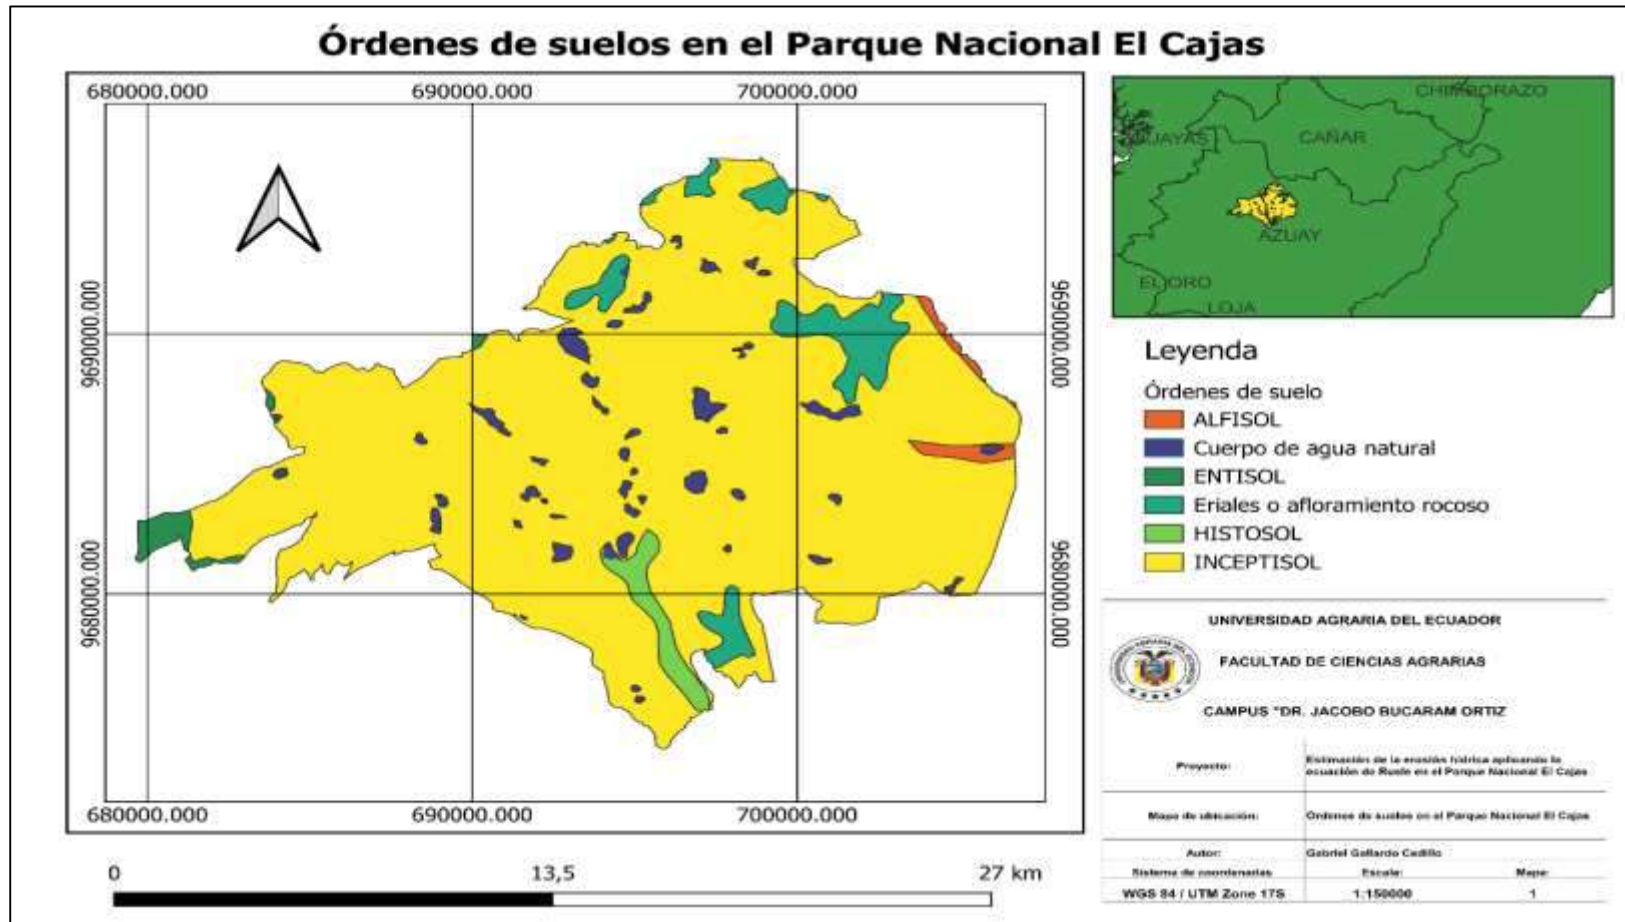 Órdenes de suelos en el Parque Nacional El Cajas
680000.000 690000.000 700000.000
9690000.000
9680000.000
9690000.000
9680000.000
680000.000 690000.000 700000.000
0 13,5 27 km
CHIMBORAZO
CAÑAR
AZUAY
EL ORO
LOJA
Leyenda
Órdenes de suelo
ALFISOL
Cuerpo de agua natural
ENTISOL
Eriales o afloramiento rocoso
HISTOSOL
INCEPTISOL
UNIVERSIDAD AGRARIA DEL ECUADOR
FACULTAD DE CIENCIAS AGRARIAS
CAMPUS "DR. JACOBO BUCARAM ORTIZ
Proyecto:
Estimación de la erosión hídrica aplicando la
ecuación de Rusle en el Parque Nacional El Cajas
Mapa de ubicación: Órdenes de suelos en el Parque Nacional El Cajas
Autor: Gabriel Gallardo Cedillo
Sistema de coordenadas Escala: Mapa:
WGS 84 / UTM Zone 17S 1:150000 1